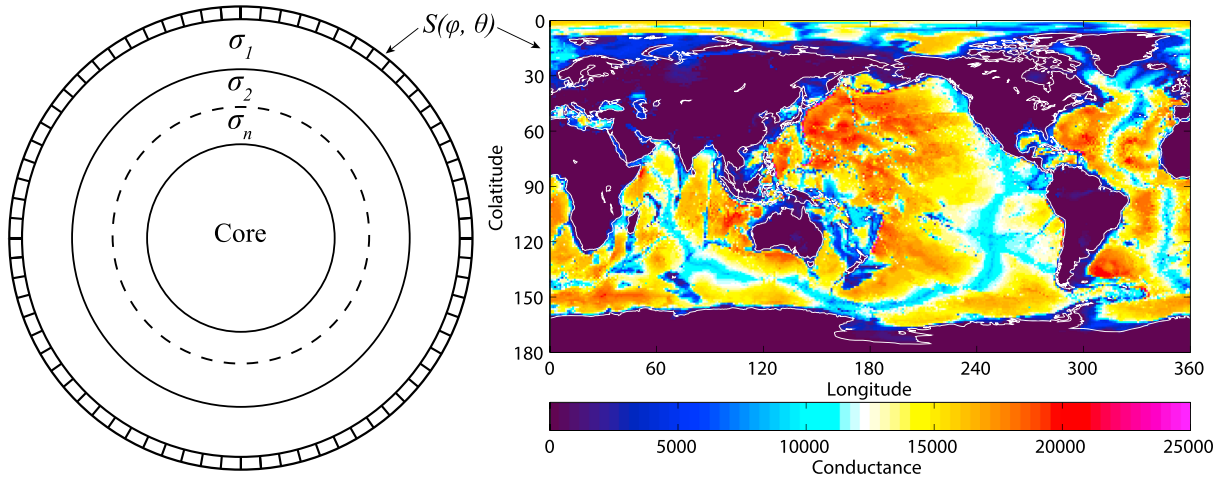 σ1
σ2
σn
Core
S(φ, θ)
0
30
60
90
120
150
180
Colatitude
0 60 120 180 240 300 360
Longitude
0 5000 10000 15000 20000 25000
Conductance